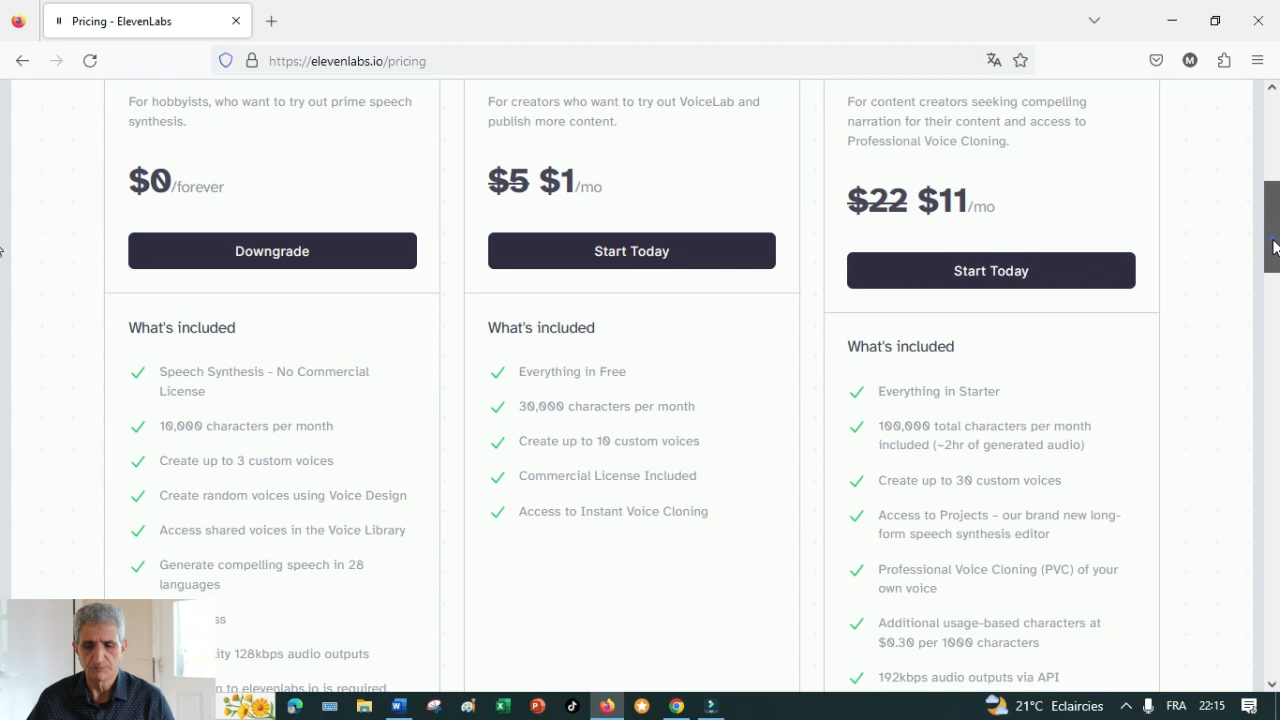 Pricing - ElevenLabs
https://elevenlabs.io/pricing
M
For hobbyists, who want to try out prime speech
synthesis.
$0/forever
Downgrade
What's included
Speech Synthesis - No Commercial
License
10,000 characters per month
Create up to 3 custom voices
Create random voices using Voice Design
Access shared voices in the Voice Library
Generate compelling speech in 28
languages
ss
ity 128kbps audio outputs
n to elevenlabs.io is required.
For creators who want to try out VoiceLab and
publish more content.
$5 $1/mo
Start Today
What's included
Everything in Free
30,000 characters per month
Create up to 10 custom voices
Commercial License Included
Access to Instant Voice Cloning
For content creators seeking compelling
narration for their content and access to
Professional Voice Cloning.
$22 $11/mo
Start Today
What's included
Everything in Starter
100,000 total characters per month
included (~2hr of generated audio)
Create up to 30 custom voices
Access to Projects – our brand new long-
form speech synthesis editor
Professional Voice Cloning (PVC) of your
own voice
Additional usage-based characters at
$0.30 per 1000 characters
192kbps audio outputs via API
21°C Eclaircies
FRA
22:15